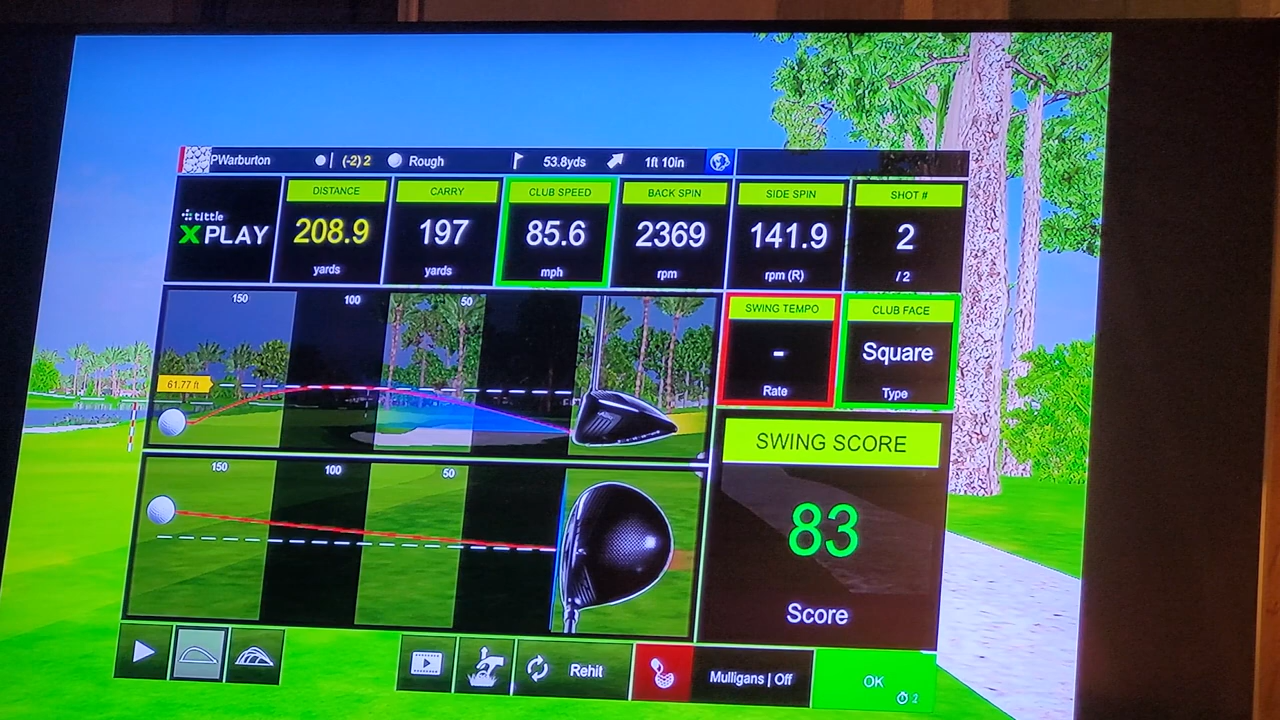 PWarburton (-2) 2 Rough 53.8yds 1ft 10in
tittle
X PLAY
DISTANCE
208.9
yards
CARRY
197
yards
CLUB SPEED
85.6
mph
BACK SPIN
2369
rpm
SIDE SPIN
141.9
rpm (R)
SHOT #
2
/ 2
150 100 50
61.77 ft
SWING TEMPO
-
Rate
CLUB FACE
Square
Type
150 100 50
SWING SCORE
83
Score
Rehit
Mulligans | Off
OK
2